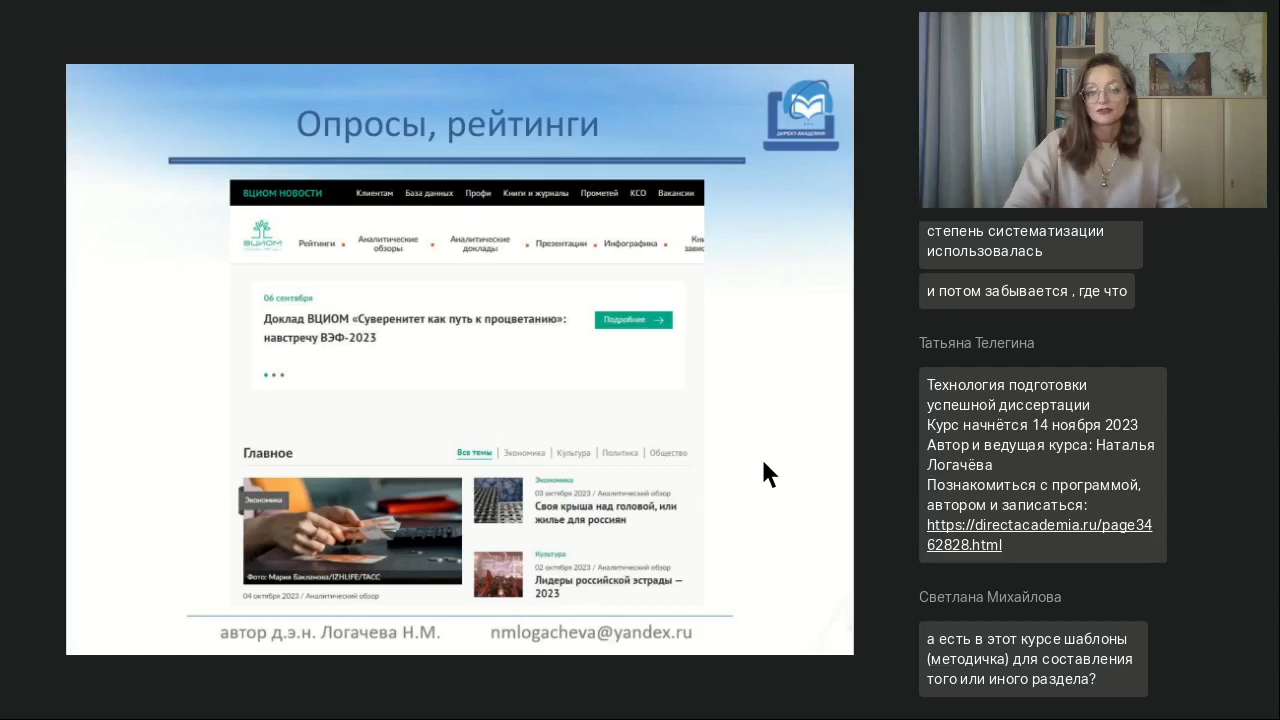 Опросы, рейтинги
ДИРЕКТ-АКАДЕМИЯ
ВЦИОМ НОВОСТИ
Клиентам База данных Профи Книги и журналы Прометей КСО Вакансии
ВЦИОМ
Рейтинги
Аналитические обзоры
Аналитические доклады
Презентации
Инфографика
06 сентября
Доклад ВЦИОМ «Суверенитет как путь к процветанию»:
навстречу ВЭФ-2023
Подробнее →
Главное
Все темы | Экономика | Культура | Политика | Общество
Экономика
Фото: Мария Бакланова/IZHLIFE/ТАСС
04 октября 2023 / Аналитический обзор
Экономика
03 октября 2023 / Аналитический обзор
Своя крыша над головой, или
жилье для россиян
Культура
02 октября 2023 / Аналитический обзор
Лидеры российской эстрады —
2023
автор д.э.н. Логачева Н.М. nmlogacheva@yandex.ru
степень систематизации
использовалась
и потом забывается , где что
Татьяна Телегина
Технология подготовки
успешной диссертации
Курс начнётся 14 ноября 2023
Автор и ведущая курса: Наталья
Логачёва
Познакомиться с программой,
автором и записаться:
https://directacademia.ru/page34
62828.html
Светлана Михайлова
а есть в этот курсе шаблоны
(методичка) для составления
того или иного раздела?